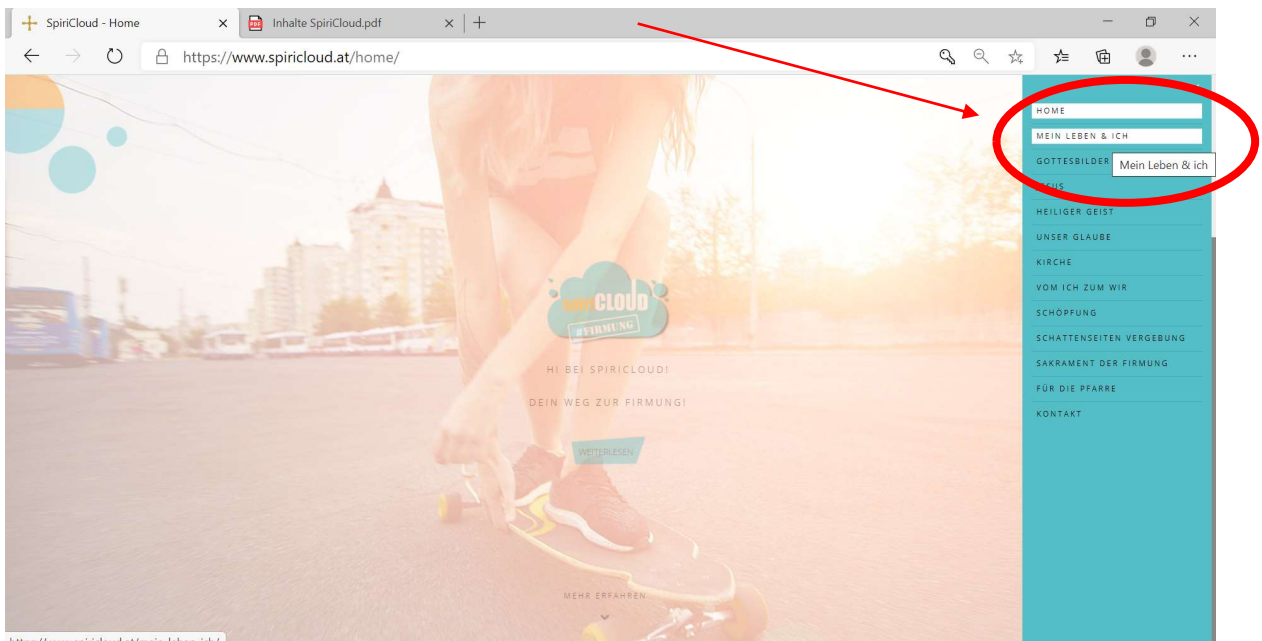 SpiriCloud - Home
Inhalte SpiriCloud.pdf
https://www.spiricloud.at/home/
HOME
MEIN LEBEN & ICH
GOTTESBILDER
Mein Leben & ich
HEILIGER GEIST
UNSER GLAUBE
KIRCHE
VOM ICH ZUM WIR
SCHÖPFUNG
SCHATTENSEITEN VERGEBUNG
SAKRAMENT DER FIRMUNG
FÜR DIE PFARRE
KONTAKT
CLOUD
#FIRMUNG
HI BEI SPIRICLOUD!
DEIN WEG ZUR FIRMUNG!
WEITERLESEN
MEHR ERFAHREN